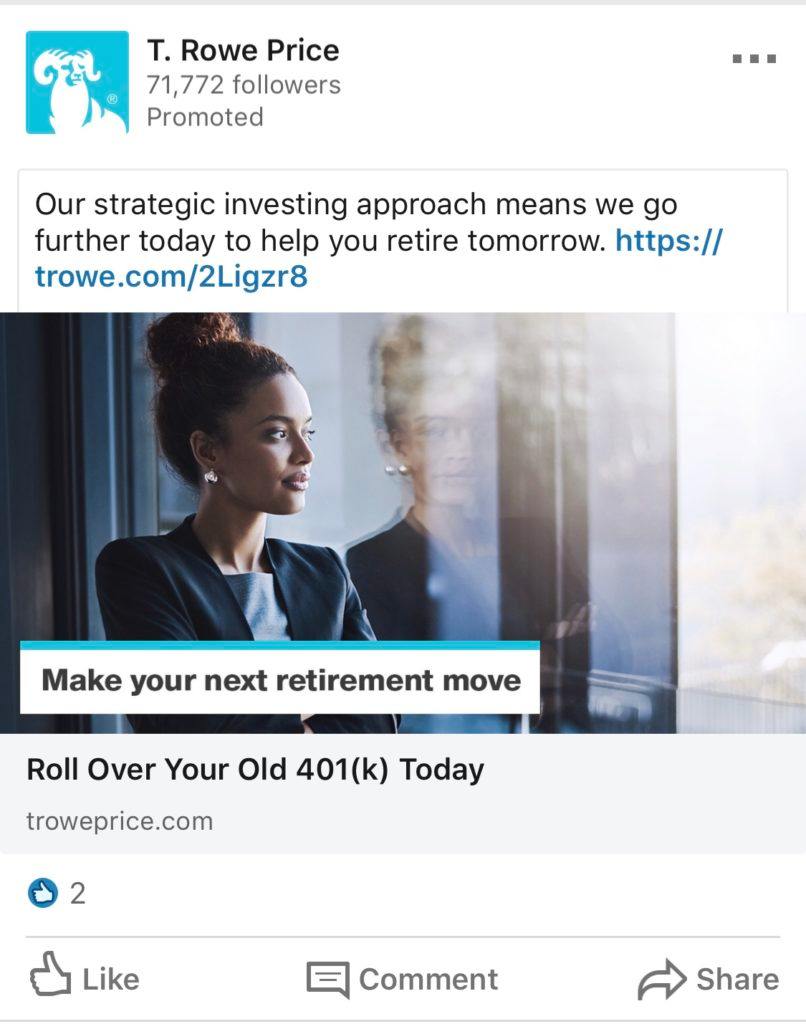 T. Rowe Price
71,772 followers
Promoted
®
Our strategic investing approach means we go
further today to help you retire tomorrow. https://
trowe.com/2Ligzr8
Make your next retirement move
Roll Over Your Old 401(k) Today
troweprice.com
2
Like
Comment
Share